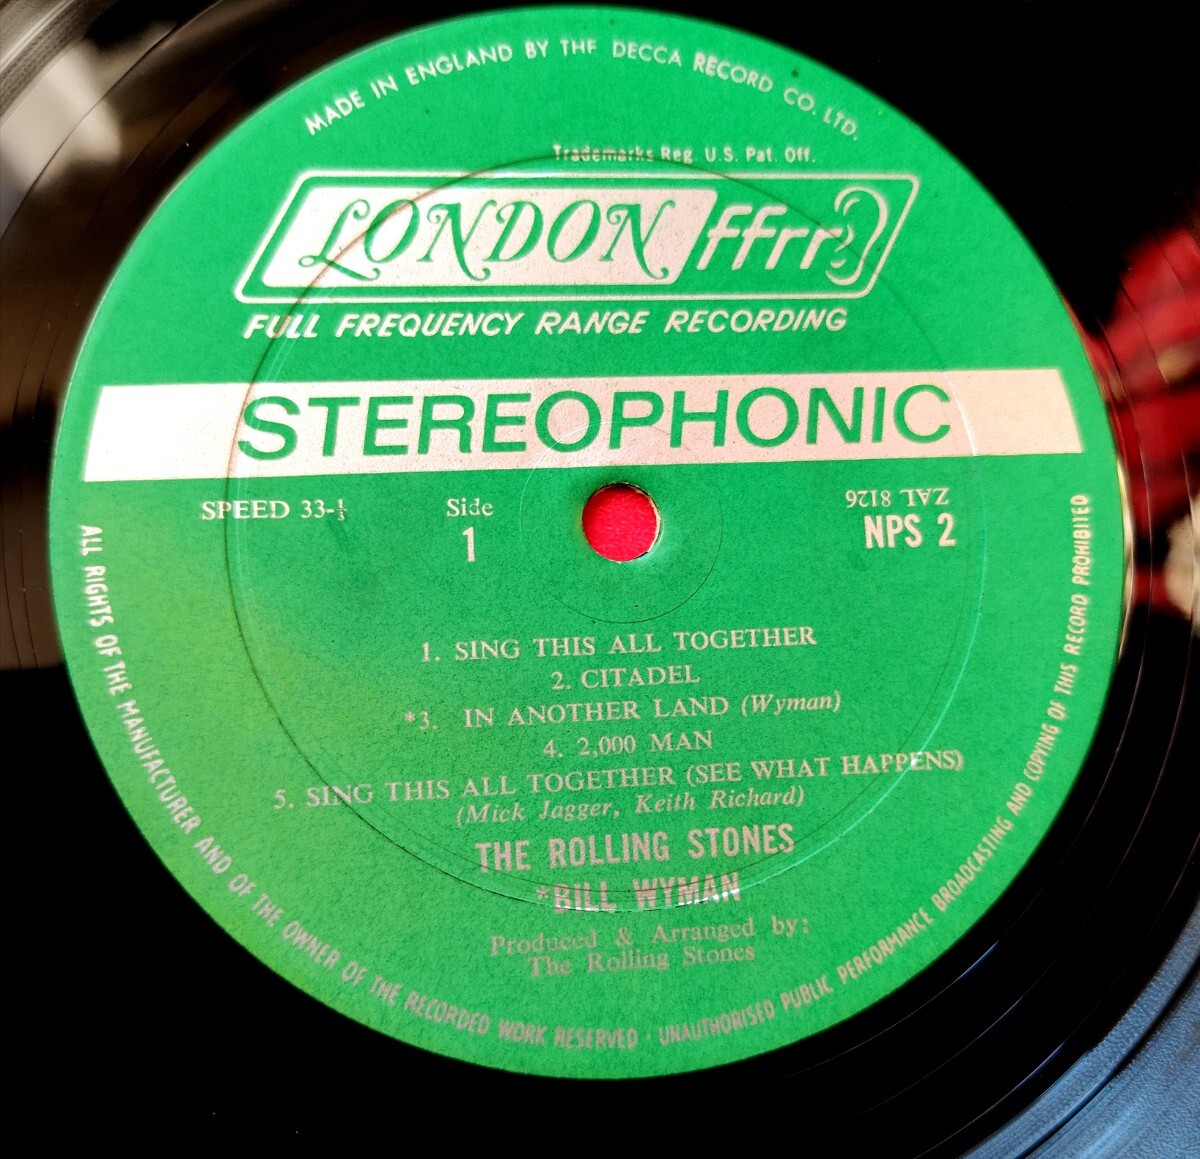 MADE IN ENGLAND BY THE DECCA RECORD CO. LTD.
Trademarks Reg. U.S. Pat. Off.
LONDON ffrr
FULL FREQUENCY RANGE RECORDING
STEREOPHONIC
SPEED 33-⅓
Side
1
ZAL 8126
NPS 2
1. SING THIS ALL TOGETHER
2. CITADEL
*3. IN ANOTHER LAND (Wyman)
4. 2,000 MAN
5. SING THIS ALL TOGETHER (SEE WHAT HAPPENS)
(Mick Jagger, Keith Richard)
THE ROLLING STONES
*BILL WYMAN
Produced & Arranged by:
The Rolling Stones
ALL RIGHTS OF THE MANUFACTURER AND OF THE OWNER OF THE RECORDED WORK RESERVED · UNAUTHORISED PUBLIC PERFORMANCE BROADCASTING AND COPYING OF THIS RECORD PROHIBITED